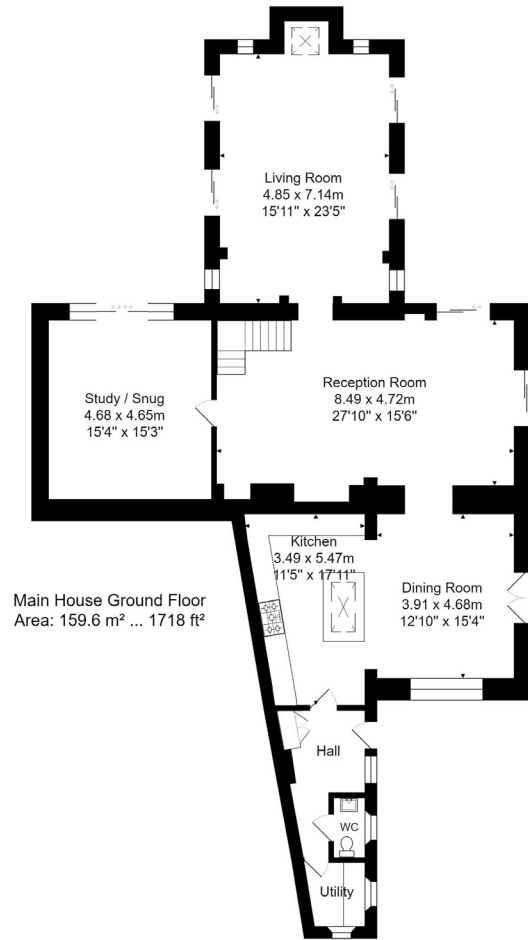 Living Room
4.85 x 7.14m
15'11" x 23'5"
Study / Snug
4.68 x 4.65m
15'4" x 15'3"
Reception Room
8.49 x 4.72m
27'10" x 15'6"
Kitchen
3.49 x 5.47m
11'5" x 17'11"
Dining Room
3.91 x 4.68m
12'10" x 15'4"
Main House Ground Floor
Area: 159.6 m² ... 1718 ft²
Hall
WC
Utility